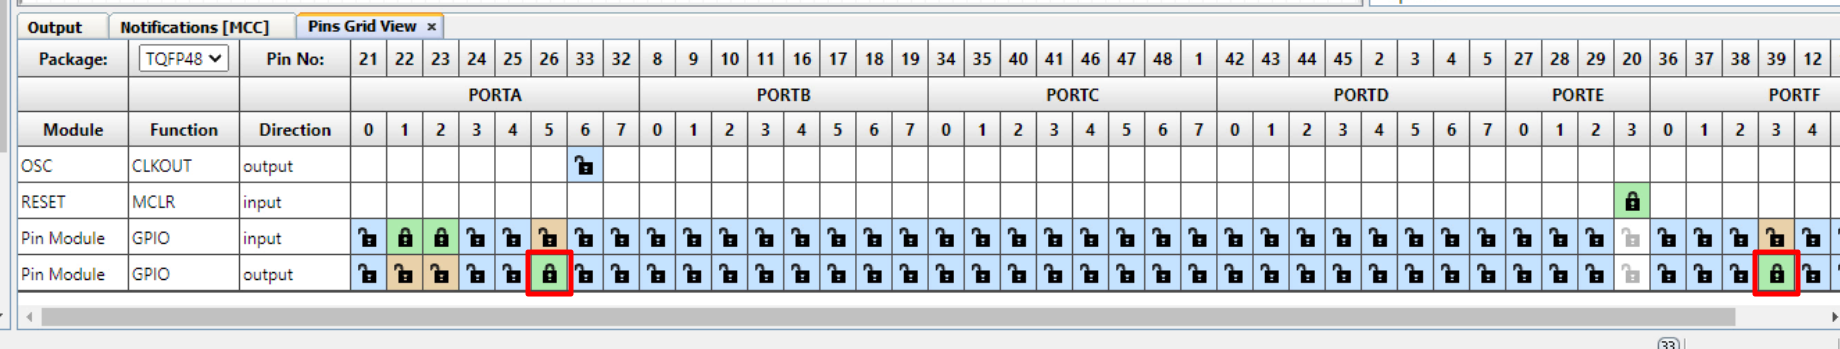 Output Notifications [MCC] Pins Grid View ×
Package: TQFP48 Pin No: 21 22 23 24 25 26 33 32 8 9 10 11 16 17 18 19 34 35 40 41 46 47 48 1 42 43 44 45 2 3 4 5 27 28 29 20 36 37 38 39 12
PORTA PORTB PORTC PORTD PORTE PORTF
Module Function Direction 0 1 2 3 4 5 6 7 0 1 2 3 4 5 6 7 0 1 2 3 4 5 6 7 0 1 2 3 4 5 6 7 0 1 2 3 0 1 2 3 4
OSC CLKOUT output
RESET MCLR input
Pin Module GPIO input
Pin Module GPIO output